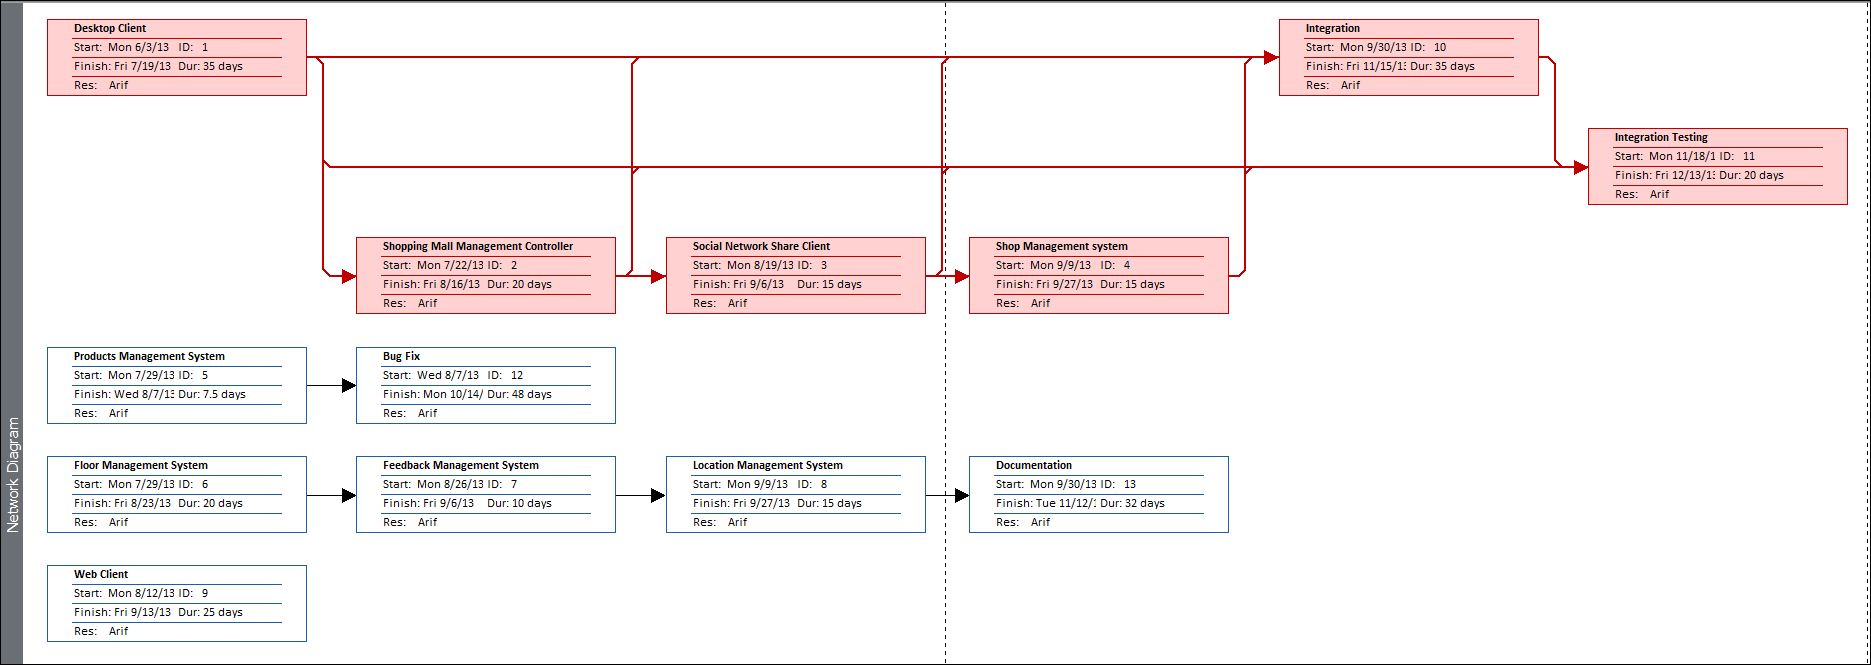 Network Diagram
Desktop Client
Start: Mon 6/3/13 ID: 1
Finish: Fri 7/19/13 Dur: 35 days
Res: Arif
Integration
Start: Mon 9/30/13 ID: 10
Finish: Fri 11/15/13 Dur: 35 days
Res: Arif
Integration Testing
Start: Mon 11/18/1 ID: 11
Finish: Fri 12/13/13 Dur: 20 days
Res: Arif
Shopping Mall Management Controller
Start: Mon 7/22/13 ID: 2
Finish: Fri 8/16/13 Dur: 20 days
Res: Arif
Social Network Share Client
Start: Mon 8/19/13 ID: 3
Finish: Fri 9/6/13 Dur: 15 days
Res: Arif
Shop Management system
Start: Mon 9/9/13 ID: 4
Finish: Fri 9/27/13 Dur: 15 days
Res: Arif
Products Management System
Start: Mon 7/29/13 ID: 5
Finish: Wed 8/7/13 Dur: 7.5 days
Res: Arif
Bug Fix
Start: Wed 8/7/13 ID: 12
Finish: Mon 10/14/ Dur: 48 days
Res: Arif
Floor Management System
Start: Mon 7/29/13 ID: 6
Finish: Fri 8/23/13 Dur: 20 days
Res: Arif
Feedback Management System
Start: Mon 8/26/13 ID: 7
Finish: Fri 9/6/13 Dur: 10 days
Res: Arif
Location Management System
Start: Mon 9/9/13 ID: 8
Finish: Fri 9/27/13 Dur: 15 days
Res: Arif
Documentation
Start: Mon 9/30/13 ID: 13
Finish: Tue 11/12/1 Dur: 32 days
Res: Arif
Web Client
Start: Mon 8/12/13 ID: 9
Finish: Fri 9/13/13 Dur: 25 days
Res: Arif